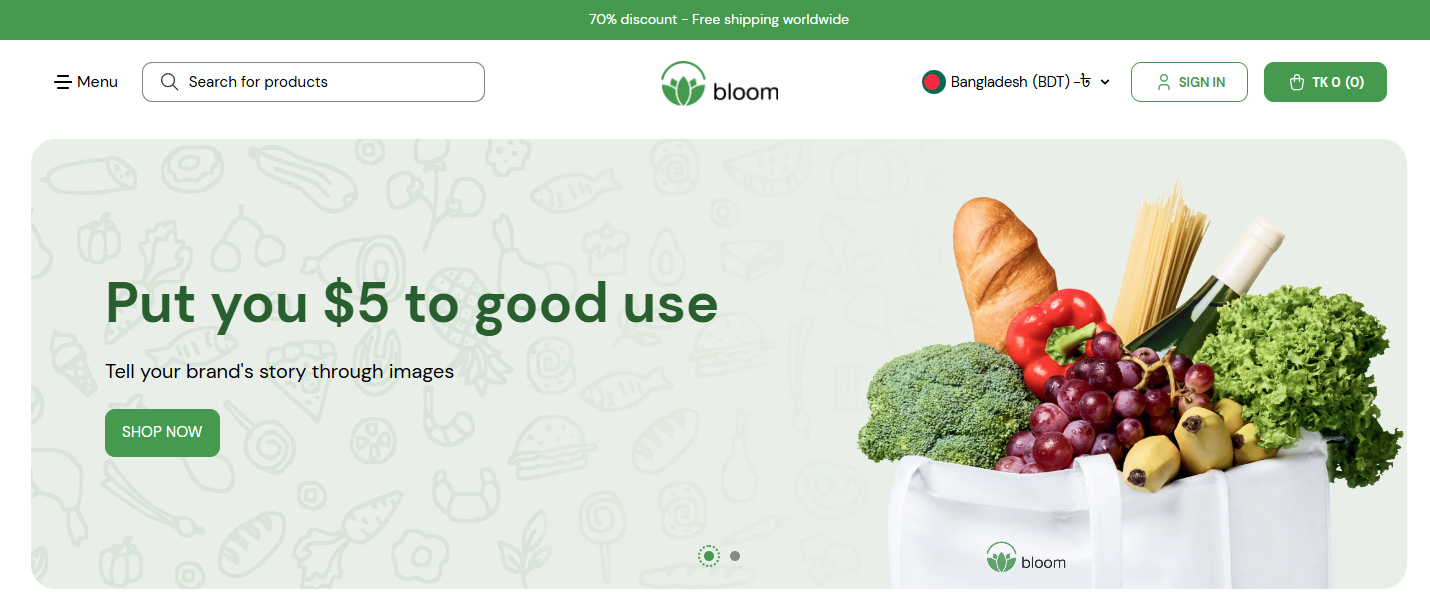 70% discount - Free shipping worldwide
Menu
Search for products
bloom
Bangladesh (BDT) -৳
SIGN IN
TK 0 (0)
Put you $5 to good use
Tell your brand's story through images
SHOP NOW
bloom